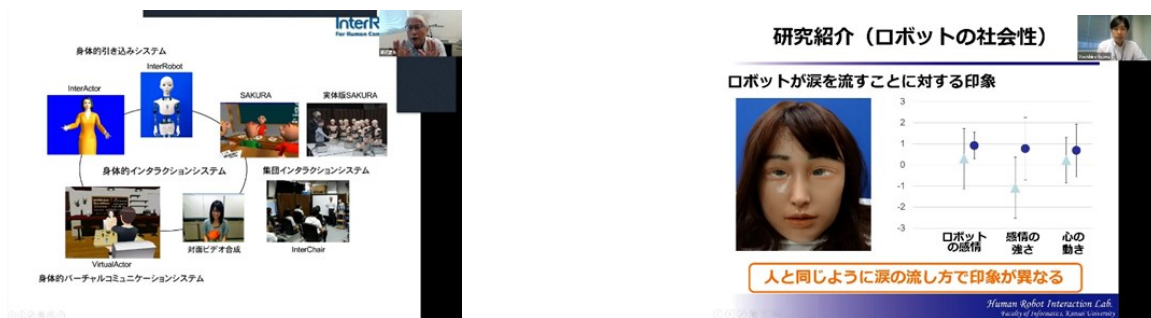 InterR
For Human Com
身体的引き込みシステム
InterRobot
InterActor
SAKURA
実体版SAKURA
身体的インタラクションシステム
集団インタラクションシステム
VirtualActor
対面ビデオ合成
InterChair
身体的バーチャルコミュニケーションシステム
研究紹介（ロボットの社会性）
ロボットが涙を流すことに対する印象
3
2
1
0
-1
-2
-3
ロボット
の感情
感情の
強さ
心の
動き
人と同じように涙の流し方で印象が異なる
Human Robot Interaction Lab.
Faculty of Informatics, Kansai University